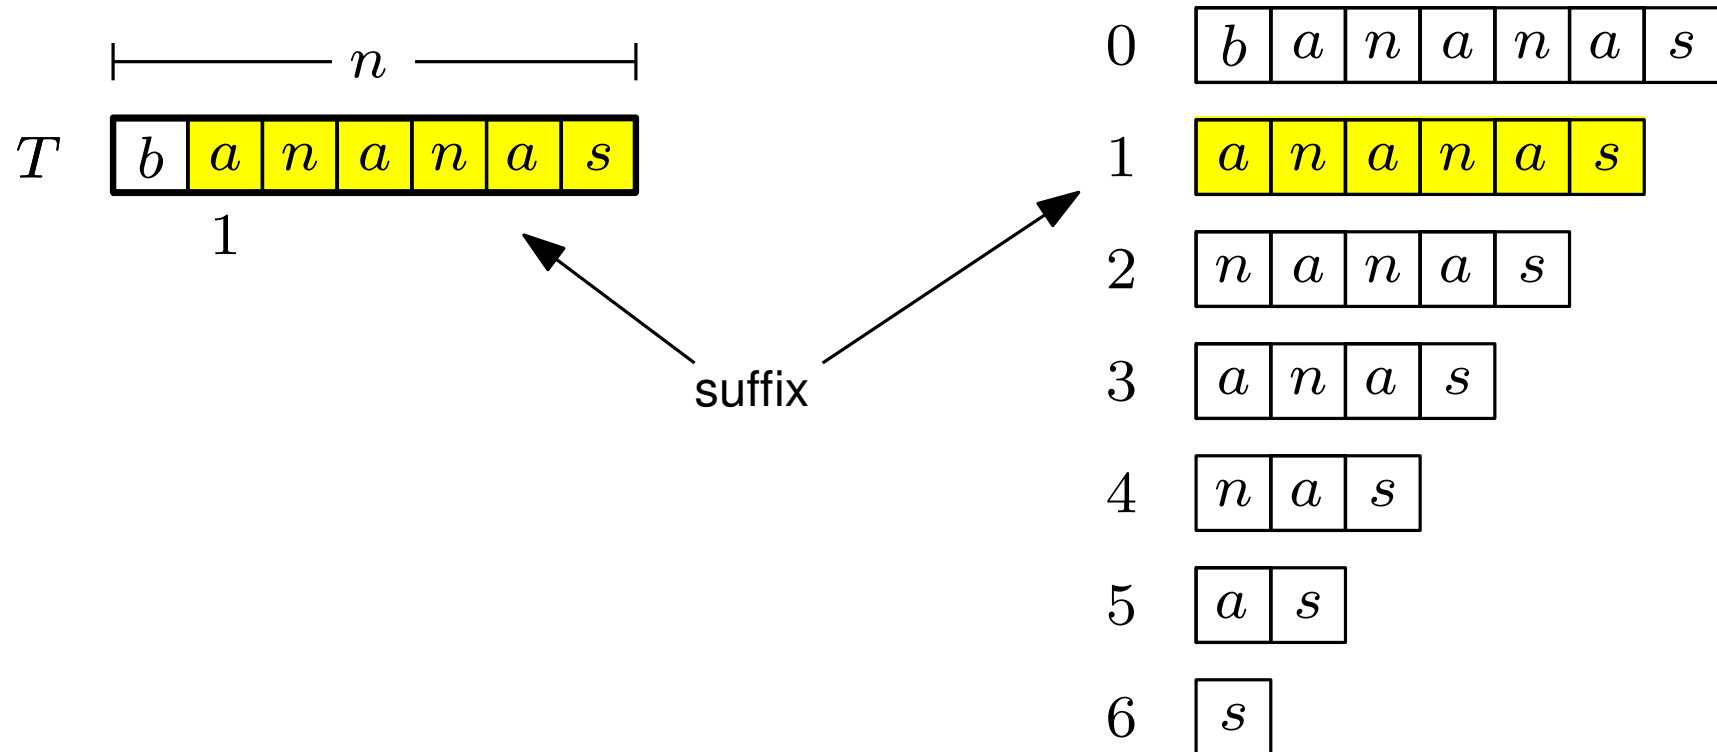 n
T b a n a n a s
1
suffix
0 b a n a n a s
1 a n a n a s
2 n a n a s
3 a n a s
4 n a s
5 a s
6 s